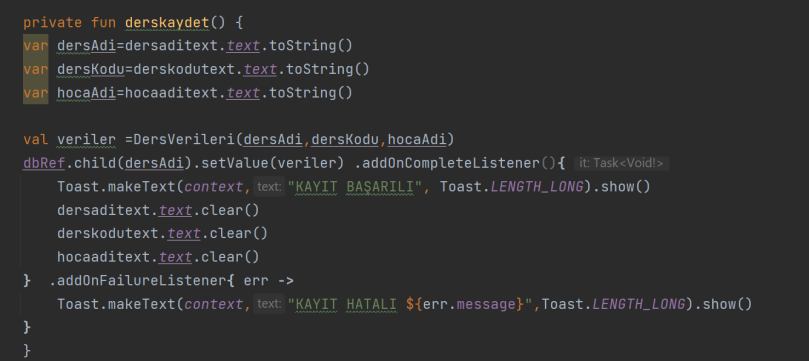 private fun derskaydet() {
var dersAdi=dersaditext.text.toString()
var dersKodu=derskodutext.text.toString()
var hocaAdi=hocaaditext.text.toString()
val veriler =DersVerileri(dersAdi,dersKodu,hocaAdi)
dbRef.child(dersAdi).setValue(veriler) .addOnCompleteListener(){ it: Task<Void!>
Toast.makeText(context, text: "KAYIT BAŞARILI", Toast.LENGTH_LONG).show()
dersaditext.text.clear()
derskodutext.text.clear()
hocaaditext.text.clear()
} .addOnFailureListener{ err ->
Toast.makeText(context, text: "KAYIT HATALI ${err.message}",Toast.LENGTH_LONG).show()
}
}